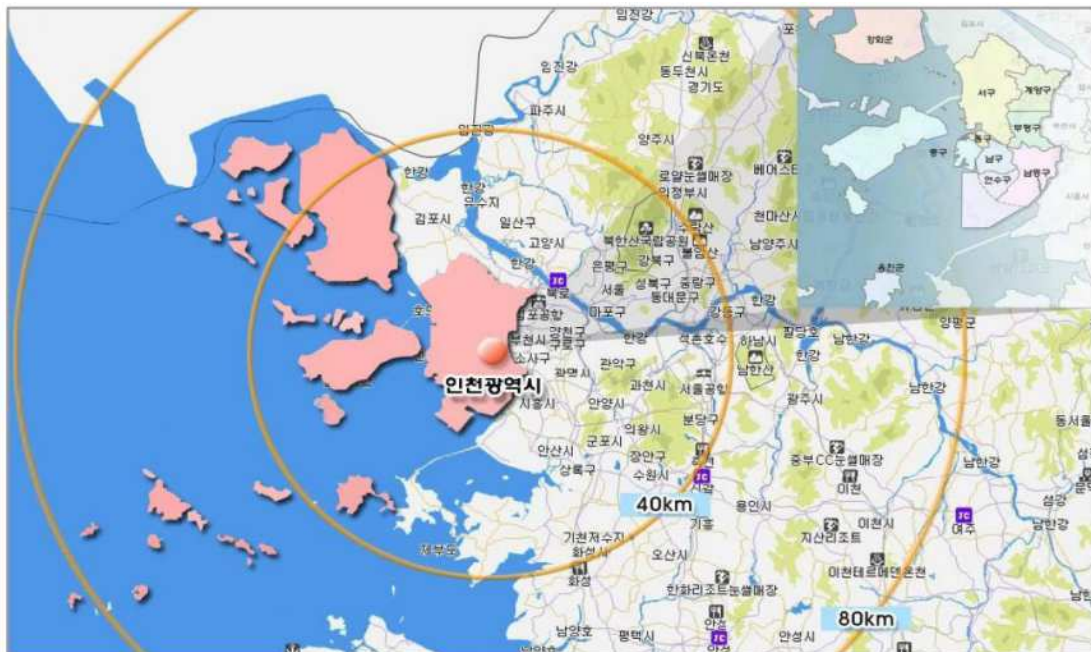 임진강
신북온천
동두천시
경기도
임진강
파주시
임진강
양주시
로얄눈썰매장
의정부시
베어스타
한강
한강
유수지
김포시
일산구
고양시
수락산
천마산
북한산국립공원
불암산
남양주시
은평구
강북구
한강
서울
성북구
중랑구
동대문구
마포구
강동구
한강
김포공항
양천구
부천시
구로구
한강
석촌호수
하남시
팔당호
남한강
양평군
소사구
인천광역시
광명시
관악구
과천시
서울공항
남한산
한강
남한강
시흥시
안양시
분당구
광주시
의왕시
군포시
안산시
상록구
장안구
수원시
중부CC눈썰매장
이천
남한강
동서울
섬강
40km
기흥
용인시
이천시
여주
남한강
지산리조트
제부도
기천저수지
화성시
화성
오산시
이천테르메덴온천
한화리조트눈썰매장
80km
남양호
평택시
안성
안성
안성시
강화군
서구
계양구
부평구
동구
중구
남구
연수구
남동구
옹진군